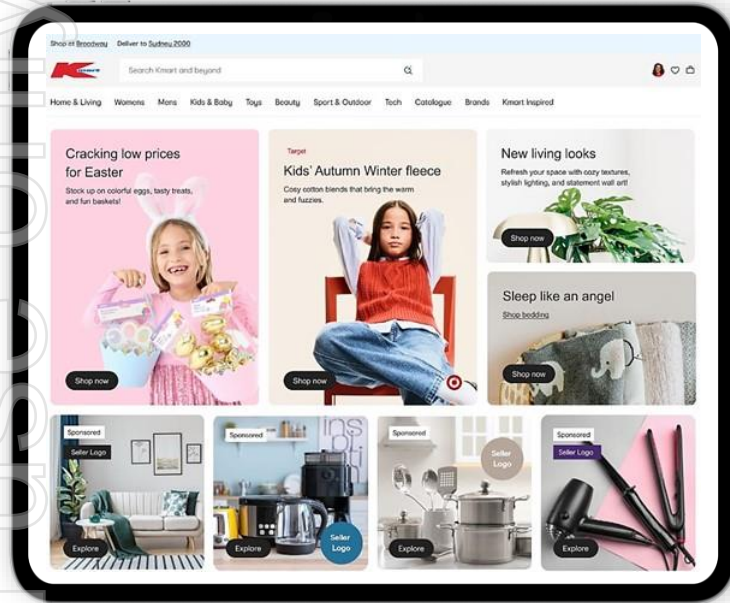 Shop at Broadway Deliver to Sydney 2000
Kmart
Search Kmart and beyond
Home & Living Womens Mens Kids & Baby Toys Beauty Sport & Outdoor Tech Catalogue Brands Kmart Inspired
Cracking low prices
for Easter
Stock up on colorful eggs, tasty treats,
and fun baskets!
Shop now
Target
Kids' Autumn Winter fleece
Cosy cotton blends that bring the warm
and fuzzies.
Shop now
New living looks
Refresh your space with cozy textures,
stylish lighting, and statement wall art!
Shop now
Sleep like an angel
Shop bedding
Shop now
Sponsored
Seller Logo
Explore
Sponsored
Seller
Logo
Explore
Sponsored
Seller
Logo
Explore
Sponsored
Seller Logo
Explore